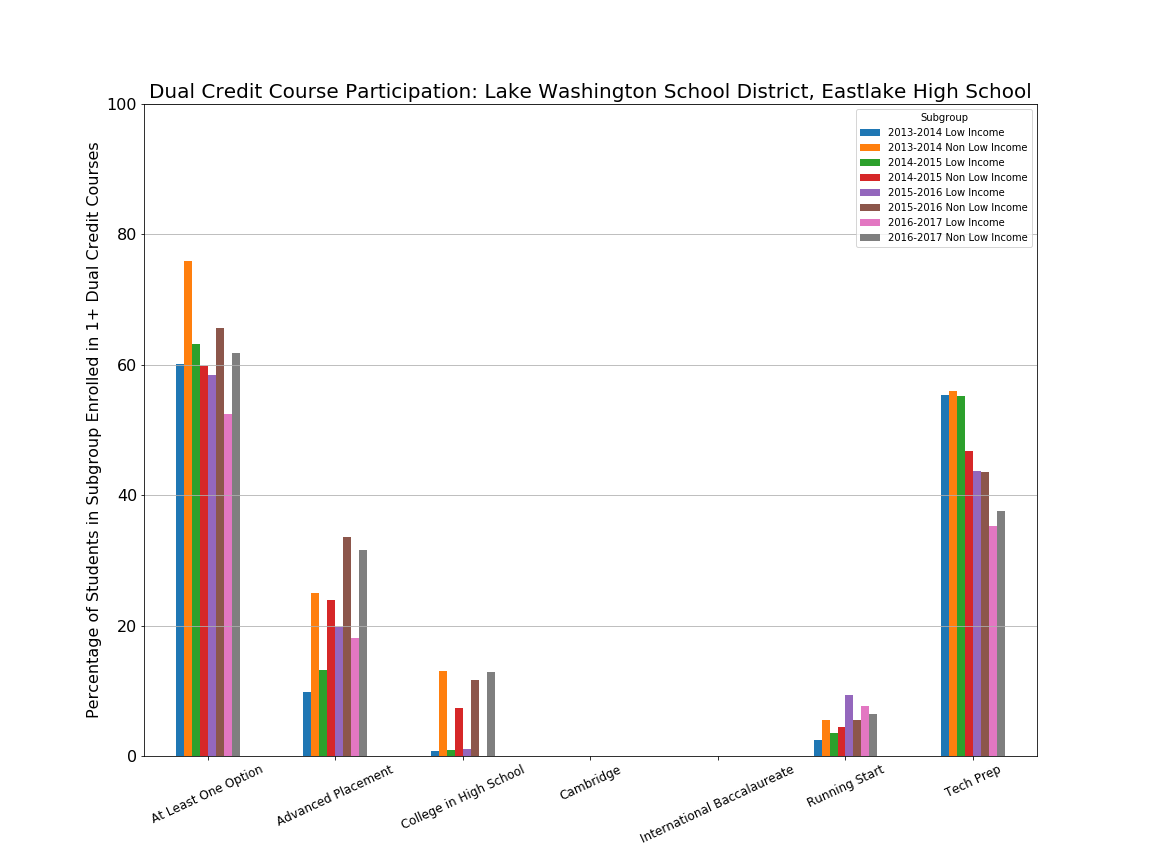 Dual Credit Course Participation: Lake Washington School District, Eastlake High School
Percentage of Students in Subgroup Enrolled in 1+ Dual Credit Courses
100
80
60
40
20
0
Subgroup
2013-2014 Low Income
2013-2014 Non Low Income
2014-2015 Low Income
2014-2015 Non Low Income
2015-2016 Low Income
2015-2016 Non Low Income
2016-2017 Low Income
2016-2017 Non Low Income
At Least One Option
Advanced Placement
College in High School
Cambridge
International Baccalaureate
Running Start
Tech Prep